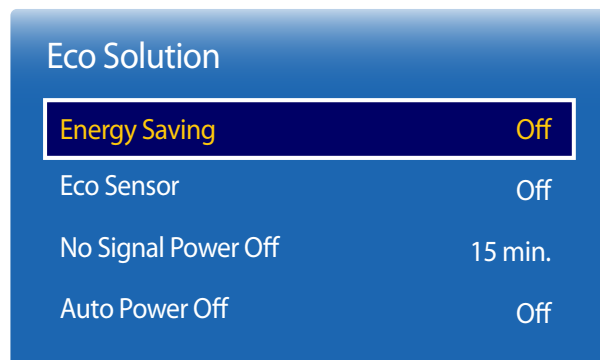 Eco Solution
Energy Saving Off
Eco Sensor Off
No Signal Power Off 15 min.
Auto Power Off Off